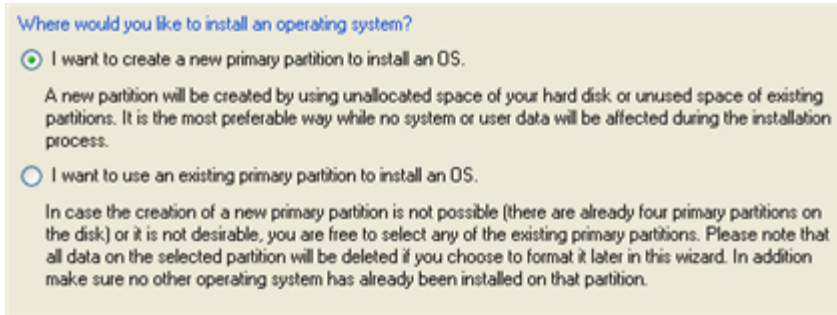 Where would you like to install an operating system?
I want to create a new primary partition to install an OS.
A new partition will be created by using unallocated space of your hard disk or unused space of existing
partitions. It is the most preferable way while no system or user data will be affected during the installation
process.
I want to use an existing primary partition to install an OS.
In case the creation of a new primary partition is not possible (there are already four primary partitions on
the disk) or it is not desirable, you are free to select any of the existing primary partitions. Please note that
all data on the selected partition will be deleted if you choose to format it later in this wizard. In addition
make sure no other operating system has already been installed on that partition.